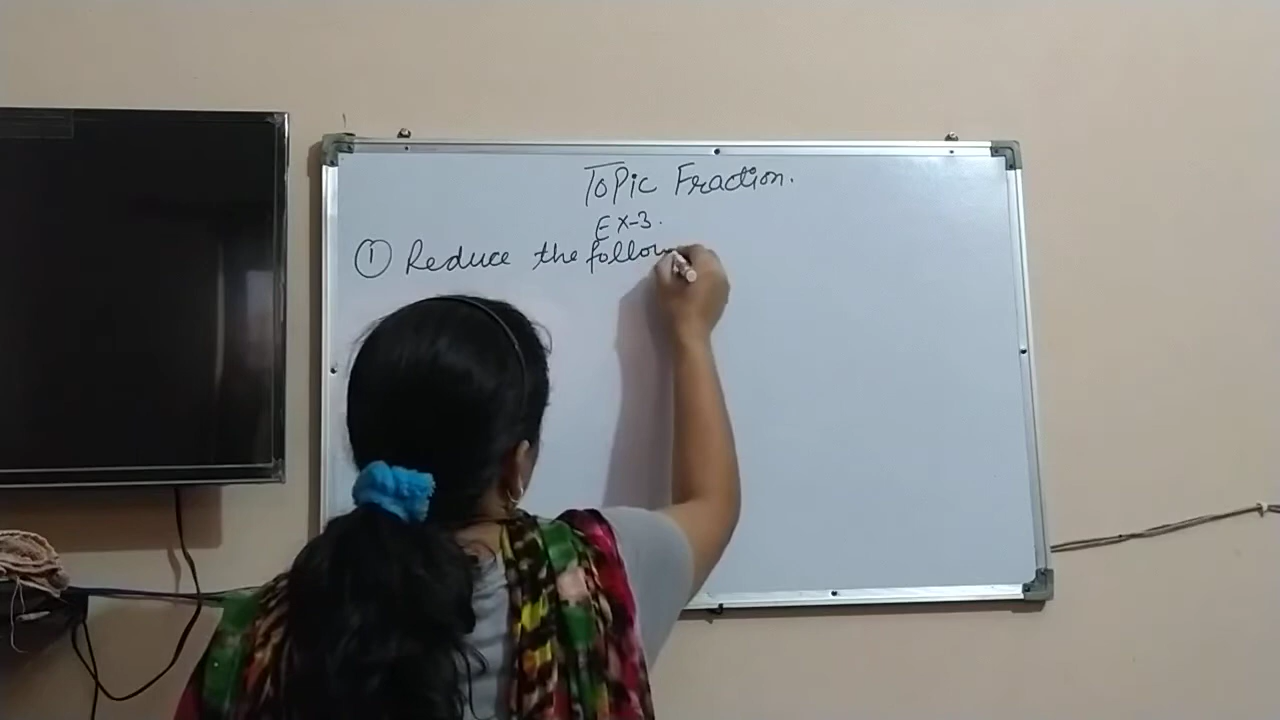 Topic Fraction.
Ex-3.
① Reduce the follow